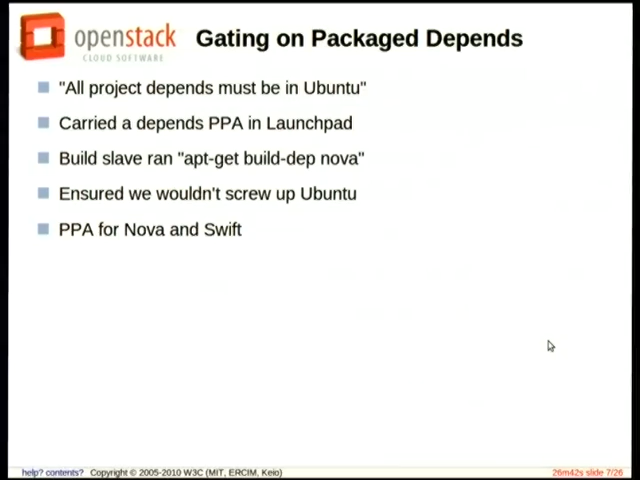 openstack
CLOUD SOFTWARE
Gating on Packaged Depends
"All project depends must be in Ubuntu"
Carried a depends PPA in Launchpad
Build slave ran "apt-get build-dep nova"
Ensured we wouldn't screw up Ubuntu
PPA for Nova and Swift
help? contents? Copyright © 2005-2010 W3C (MIT, ERCIM, Keio) 26m42s slide 7/26